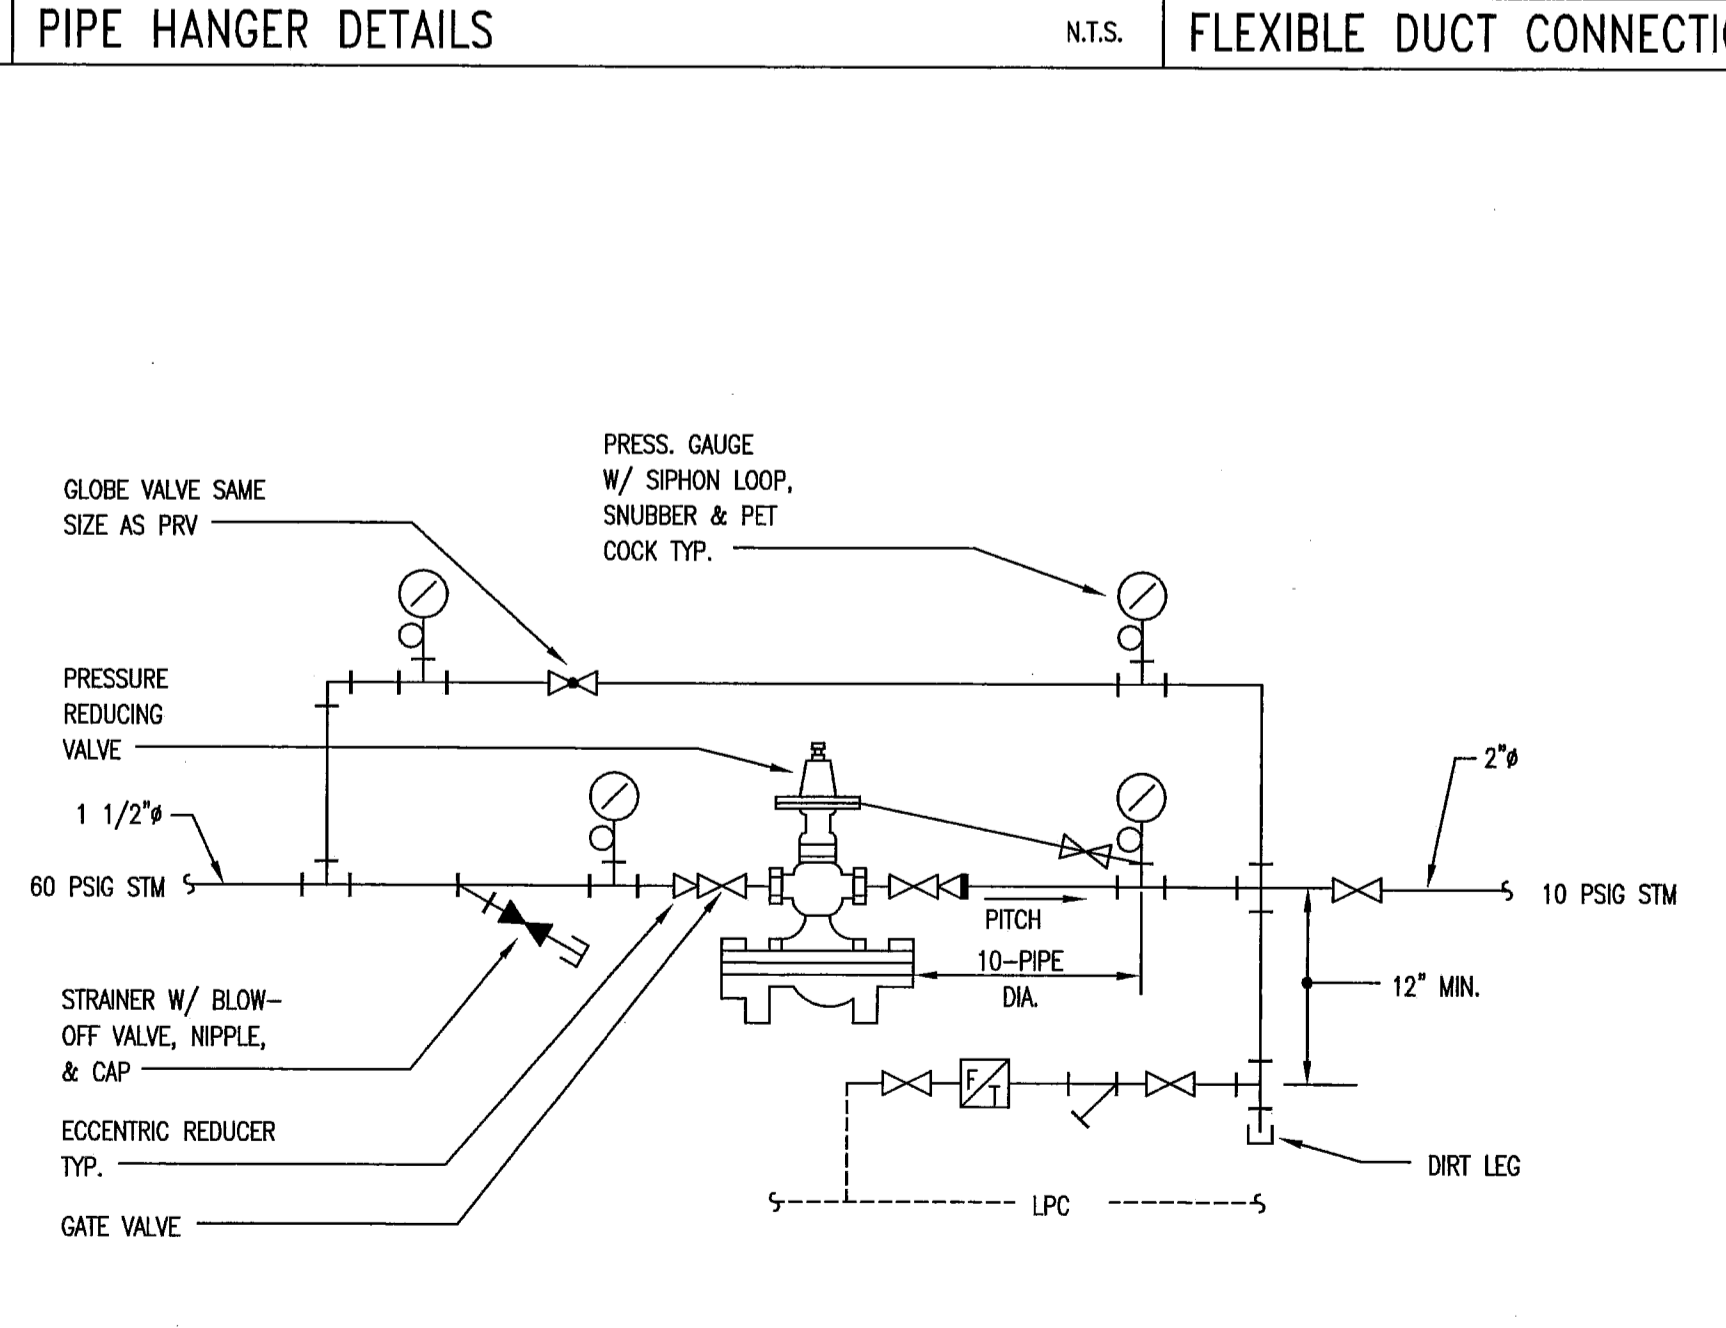 PIPE HANGER DETAILS
N.T.S.
FLEXIBLE DUCT CONNECTI
PRESS. GAUGE
W/ SIPHON LOOP,
SNUBBER & PET
COCK TYP.
GLOBE VALVE SAME
SIZE AS PRV
PRESSURE
REDUCING
VALVE
2"ø
1 1/2"ø
60 PSIG STM
10 PSIG STM
PITCH
10-PIPE
DIA.
12" MIN.
STRAINER W/ BLOW-
OFF VALVE, NIPPLE,
& CAP
F/T
ECCENTRIC REDUCER
TYP.
DIRT LEG
LPC
GATE VALVE